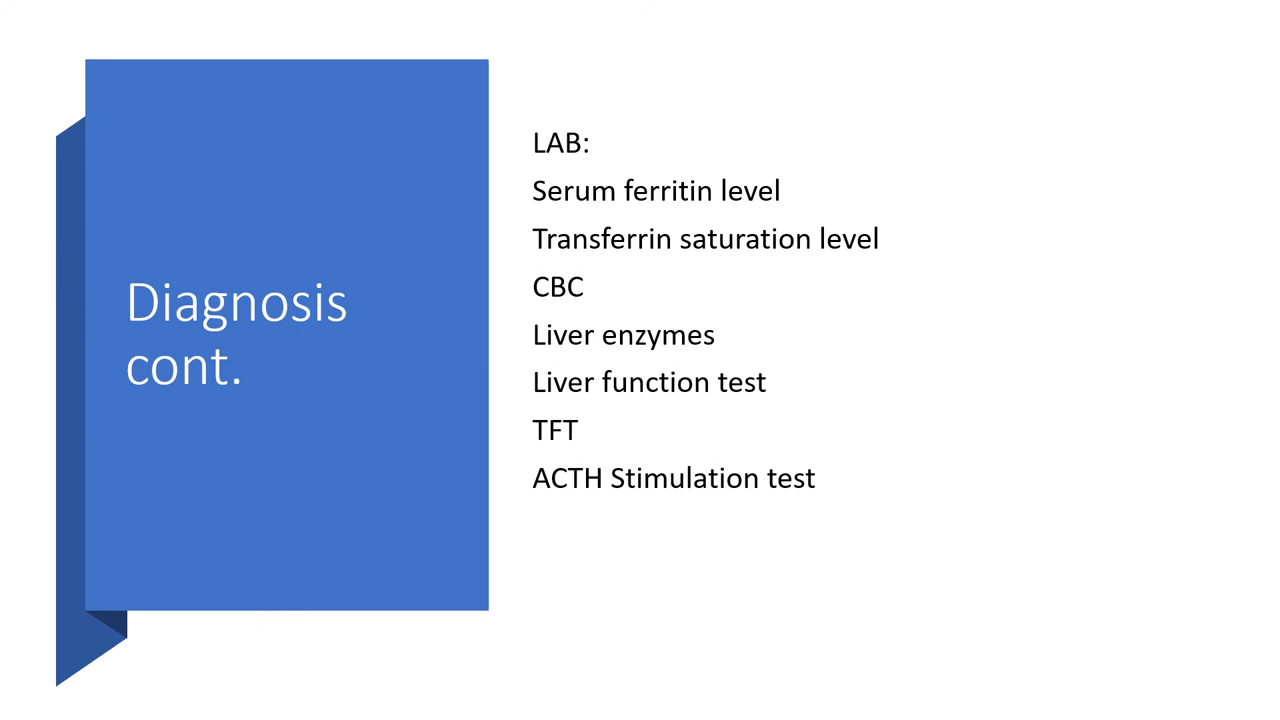 Diagnosis
cont.
LAB:
Serum ferritin level
Transferrin saturation level
CBC
Liver enzymes
Liver function test
TFT
ACTH Stimulation test